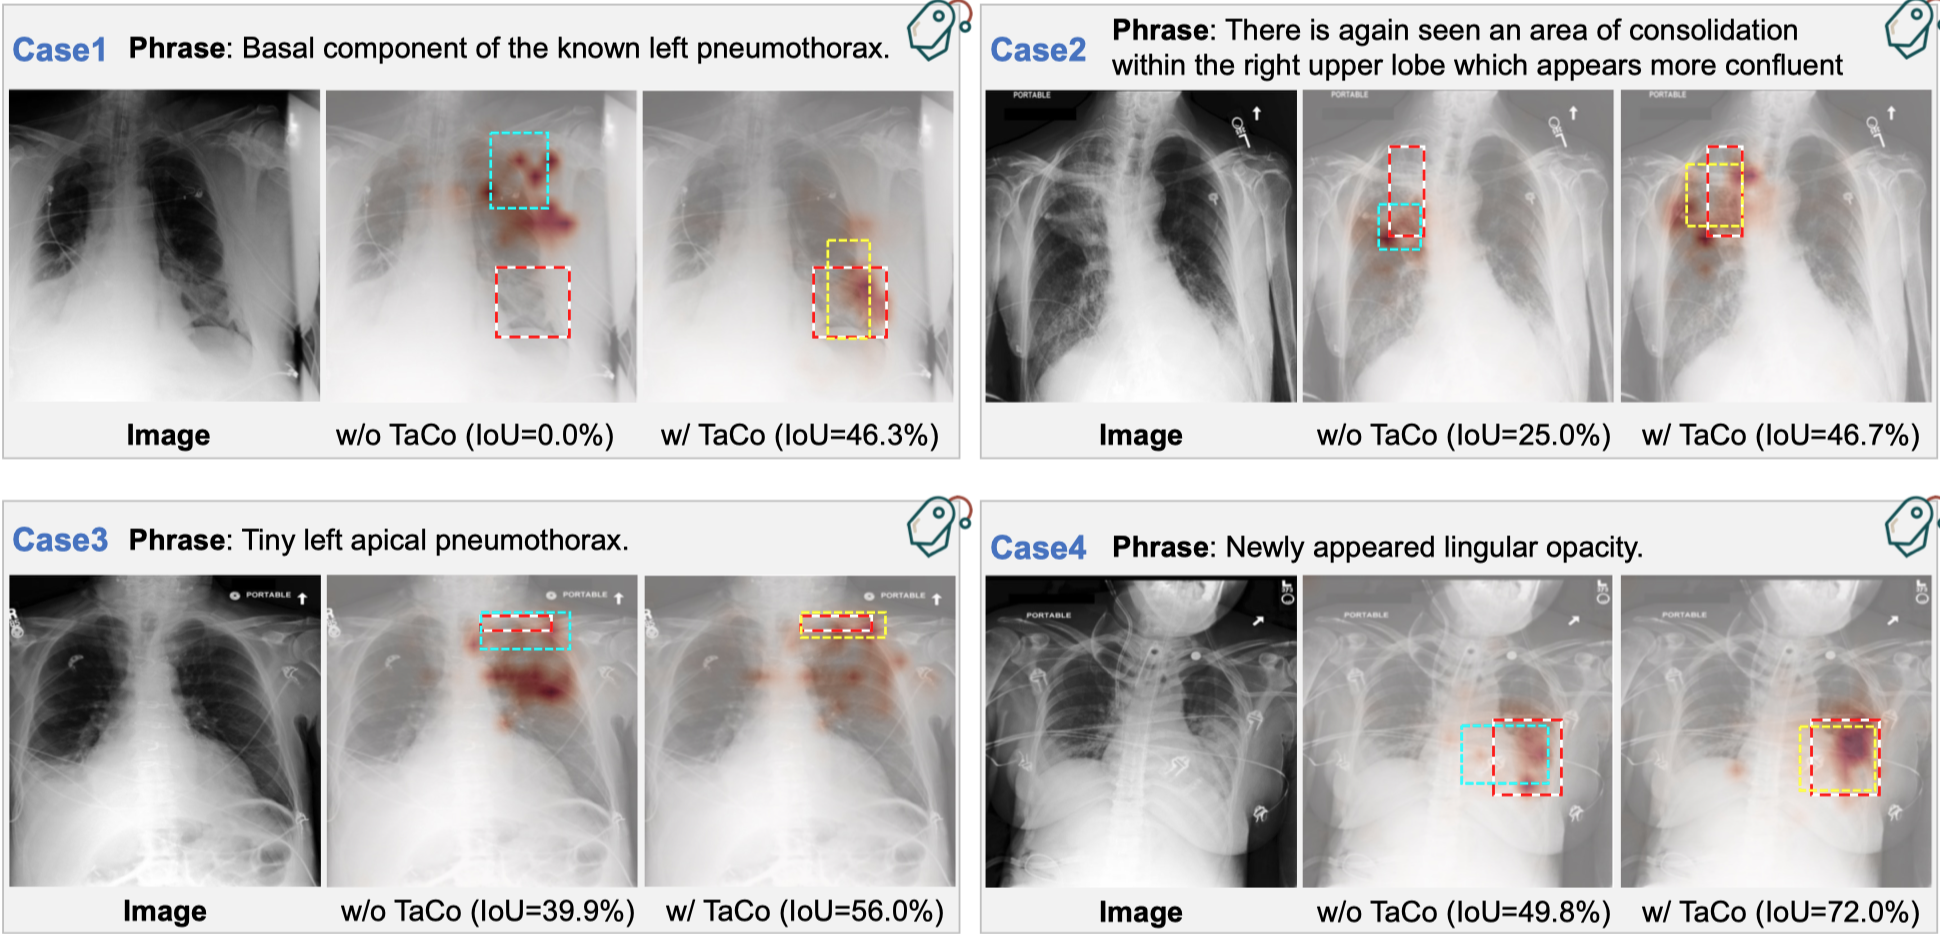 Case1 Phrase: Basal component of the known left pneumothorax.
Image
w/o TaCo (IoU=0.0%)
w/ TaCo (IoU=46.3%)
Case2 Phrase: There is again seen an area of consolidation
within the right upper lobe which appears more confluent
PORTABLE
PORTABLE
PORTABLE
Image
w/o TaCo (IoU=25.0%)
w/ TaCo (IoU=46.7%)
Case3 Phrase: Tiny left apical pneumothorax.
PORTABLE
PORTABLE
PORTABLE
Image
w/o TaCo (IoU=39.9%)
w/ TaCo (IoU=56.0%)
Case4 Phrase: Newly appeared lingular opacity.
PORTABLE
PORTABLE
PORTABLE
Image
w/o TaCo (IoU=49.8%)
w/ TaCo (IoU=72.0%)